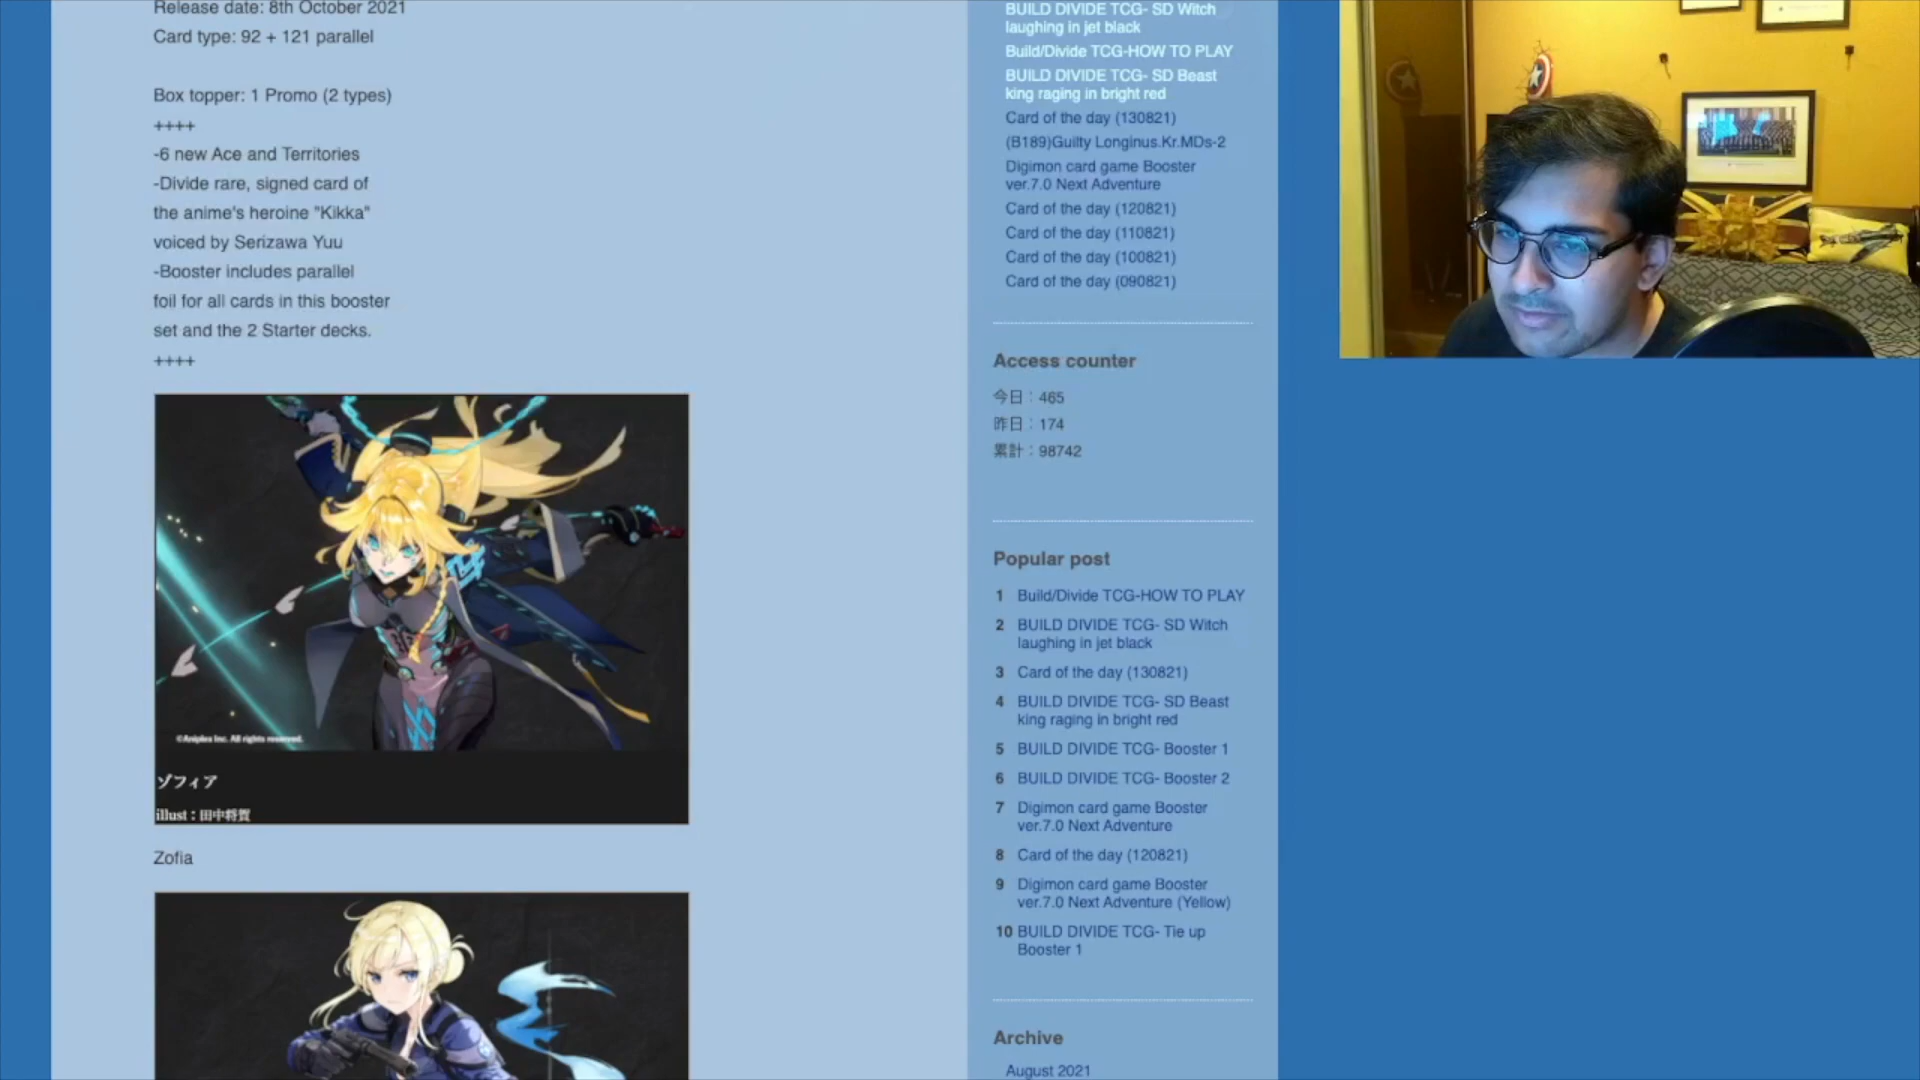 Release date: 8th October 2021
Card type: 92 + 121 parallel
Box topper: 1 Promo (2 types)
++++
-6 new Ace and Territories
-Divide rare, signed card of
the anime's heroine "Kikka"
voiced by Serizawa Yuu
-Booster includes parallel
foil for all cards in this booster
set and the 2 Starter decks.
++++
©Aniplex Inc. All rights reserved.
ゾフィア
illust：田中将賀
Zofia
BUILD DIVIDE TCG- SD Witch
laughing in jet black
Build/Divide TCG-HOW TO PLAY
BUILD DIVIDE TCG- SD Beast
king raging in bright red
Card of the day (130821)
(B189)Guilty Longinus.Kr.MDs-2
Digimon card game Booster
ver.7.0 Next Adventure
Card of the day (120821)
Card of the day (110821)
Card of the day (100821)
Card of the day (090821)
Access counter
今日：465
昨日：174
累計：98742
Popular post
1 Build/Divide TCG-HOW TO PLAY
2 BUILD DIVIDE TCG- SD Witch
laughing in jet black
3 Card of the day (130821)
4 BUILD DIVIDE TCG- SD Beast
king raging in bright red
5 BUILD DIVIDE TCG- Booster 1
6 BUILD DIVIDE TCG- Booster 2
7 Digimon card game Booster
ver.7.0 Next Adventure
8 Card of the day (120821)
9 Digimon card game Booster
ver.7.0 Next Adventure (Yellow)
10 BUILD DIVIDE TCG- Tie up
Booster 1
Archive
August 2021